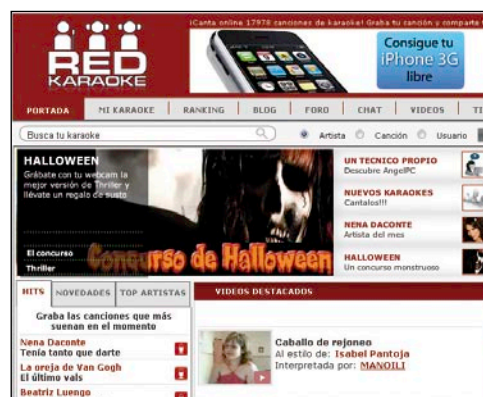 ¡Canta online 17978 canciones de karaoke! Graba tu canción y comparte
RED
KARAOKE
Consigue tu
iPhone 3G
libre
PORTADA MI KARAOKE RANKING BLOG FORO CHAT VIDEOS
Busca tu karaoke Artista Canción Usuario
HALLOWEEN
Grábate con tu webcam la
mejor versión de Thriller y
llévate un regalo de susto
El concurso
Thriller
Concurso de Halloween
UN TECNICO PROPIO
Descubre AngelPC
NUEVOS KARAOKES
Cantalos!!!
NENA DACONTE
Artista del mes
HALLOWEEN
Un concurso monstruoso
HITS NOVEDADES TOP ARTISTAS
VIDEOS DESTACADOS
Graba las canciones que más
suenan en el momento
Nena Daconte
Tenía tanto que darte
La oreja de Van Gogh
El último vals
Beatriz Luengo
Caballo de rejoneo
Al estilo de: Isabel Pantoja
Interpretada por: MANOILI